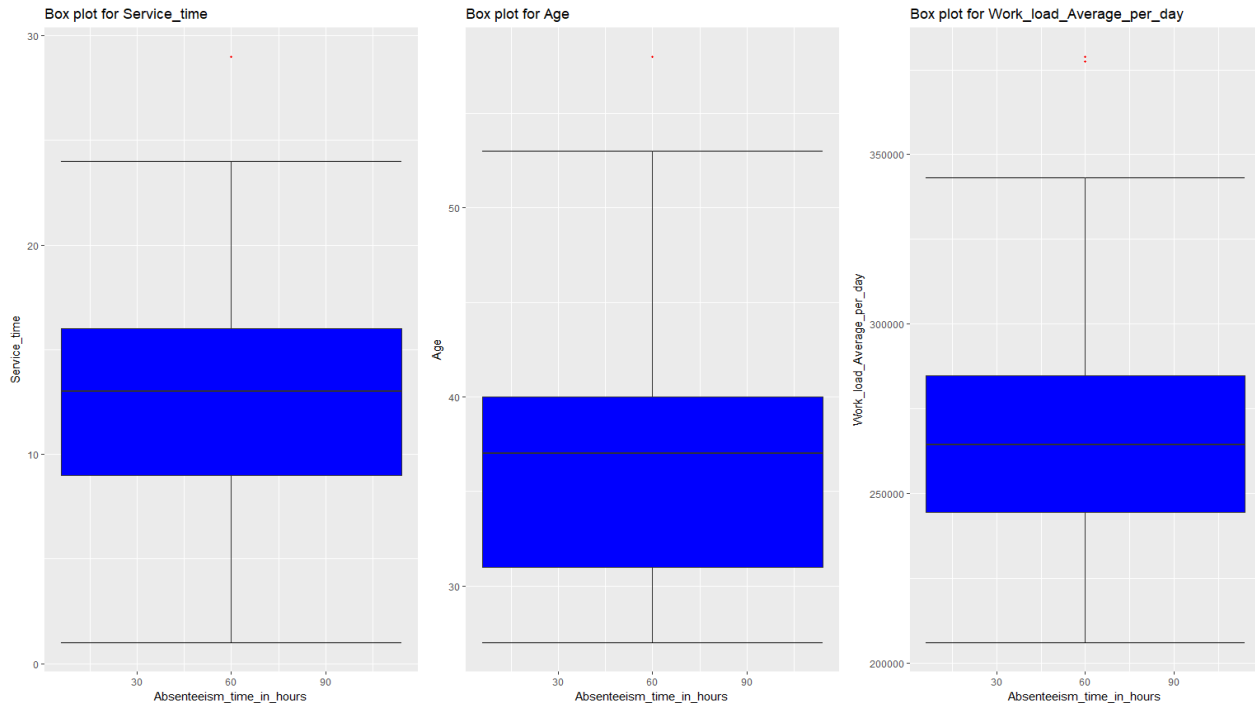 Box plot for Service_time
30
20
10
0
Service_time
30
60
90
Absenteeism_time_in_hours
Box plot for Age
50
40
30
Age
30
60
90
Absenteeism_time_in_hours
Box plot for Work_load_Average_per_day
350000
300000
250000
200000
Work_load_Average_per_day
30
60
90
Absenteeism_time_in_hours